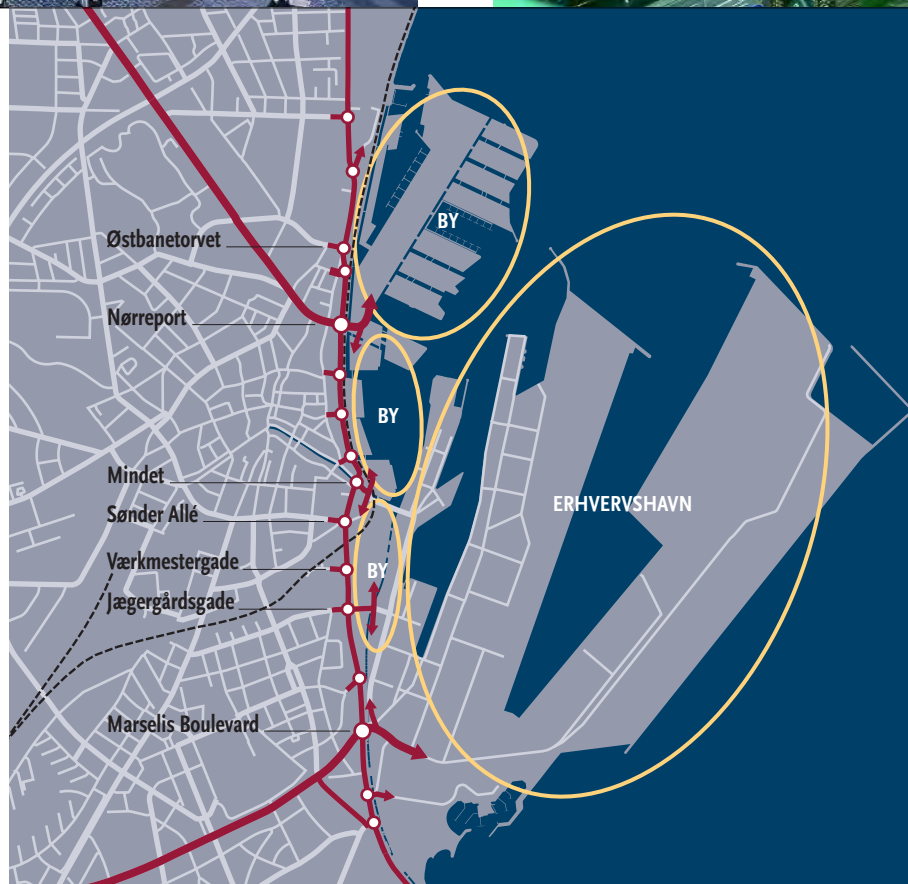 BY
Østbanetorvet
Nørreport
BY
Mindet
ERHVERVSHAVN
Sønder Allé
Værkmestergade
BY
Jægergårdsgade
Marselis Boulevard